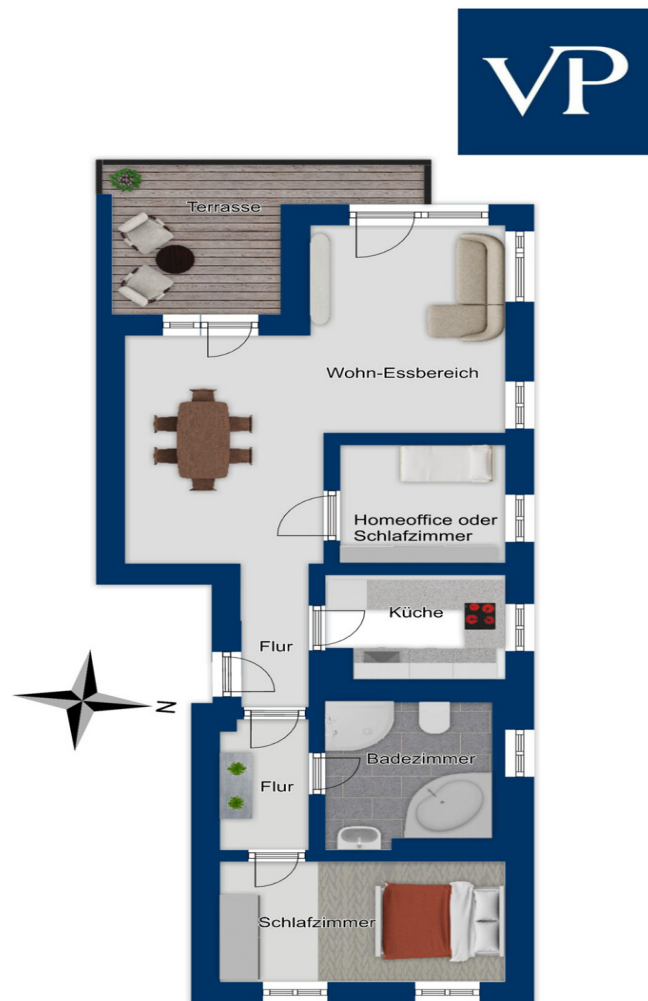 VP
Terrasse
Wohn-Essbereich
Homeoffice oder
Schlafzimmer
Küche
Flur
N
Badezimmer
Flur
Schlafzimmer